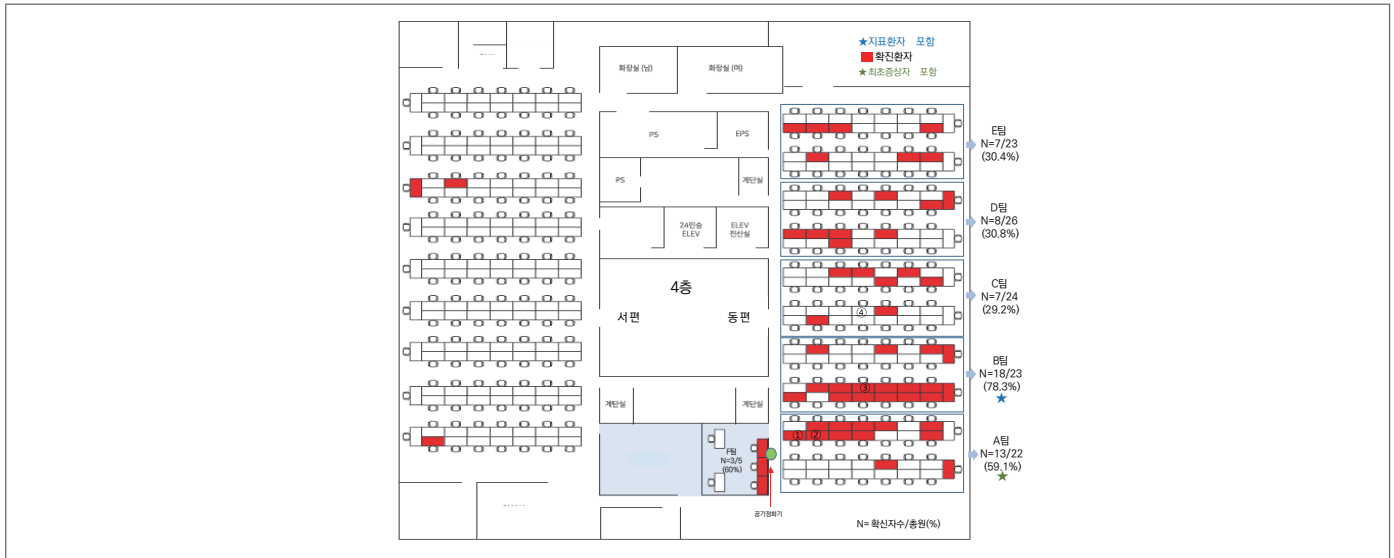 ★지표환자 포함
확진환자
★최초증상자 포함
화장실 (남)
화장실 (여)
PS
EPS
PS
계단실
24인승
ELEV
ELEV
전산실
4층
서편
동편
계단실
계단실
F팀
N=3/5
(60%)
공기정화기
E팀
N=7/23
(30.4%)
D팀
N=8/26
(30.8%)
C팀
N=7/24
(29.2%)
④
B팀
N=18/23
(78.3%)
★
③
A팀
N=13/22
(59.1%)
★
① ②
N= 확신자수/총원(%)